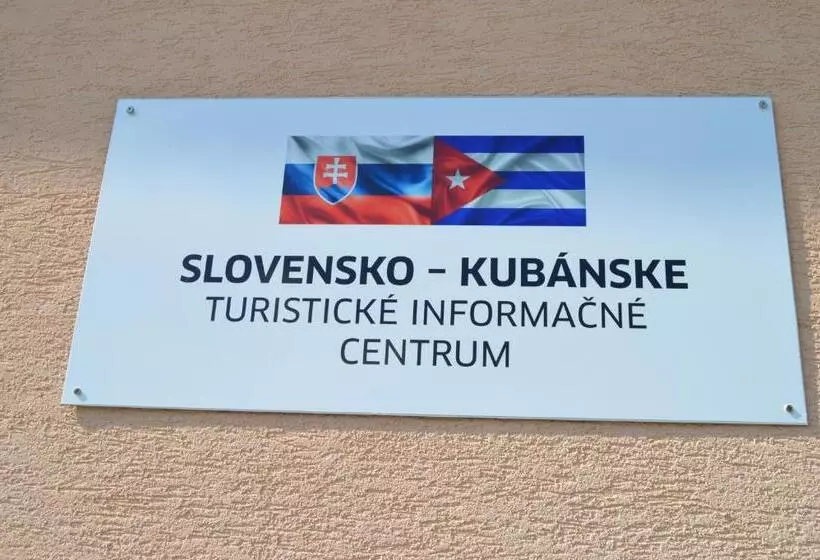 SLOVENSKO – KUBÁNSKE
TURISTICKÉ INFORMAČNÉ
CENTRUM